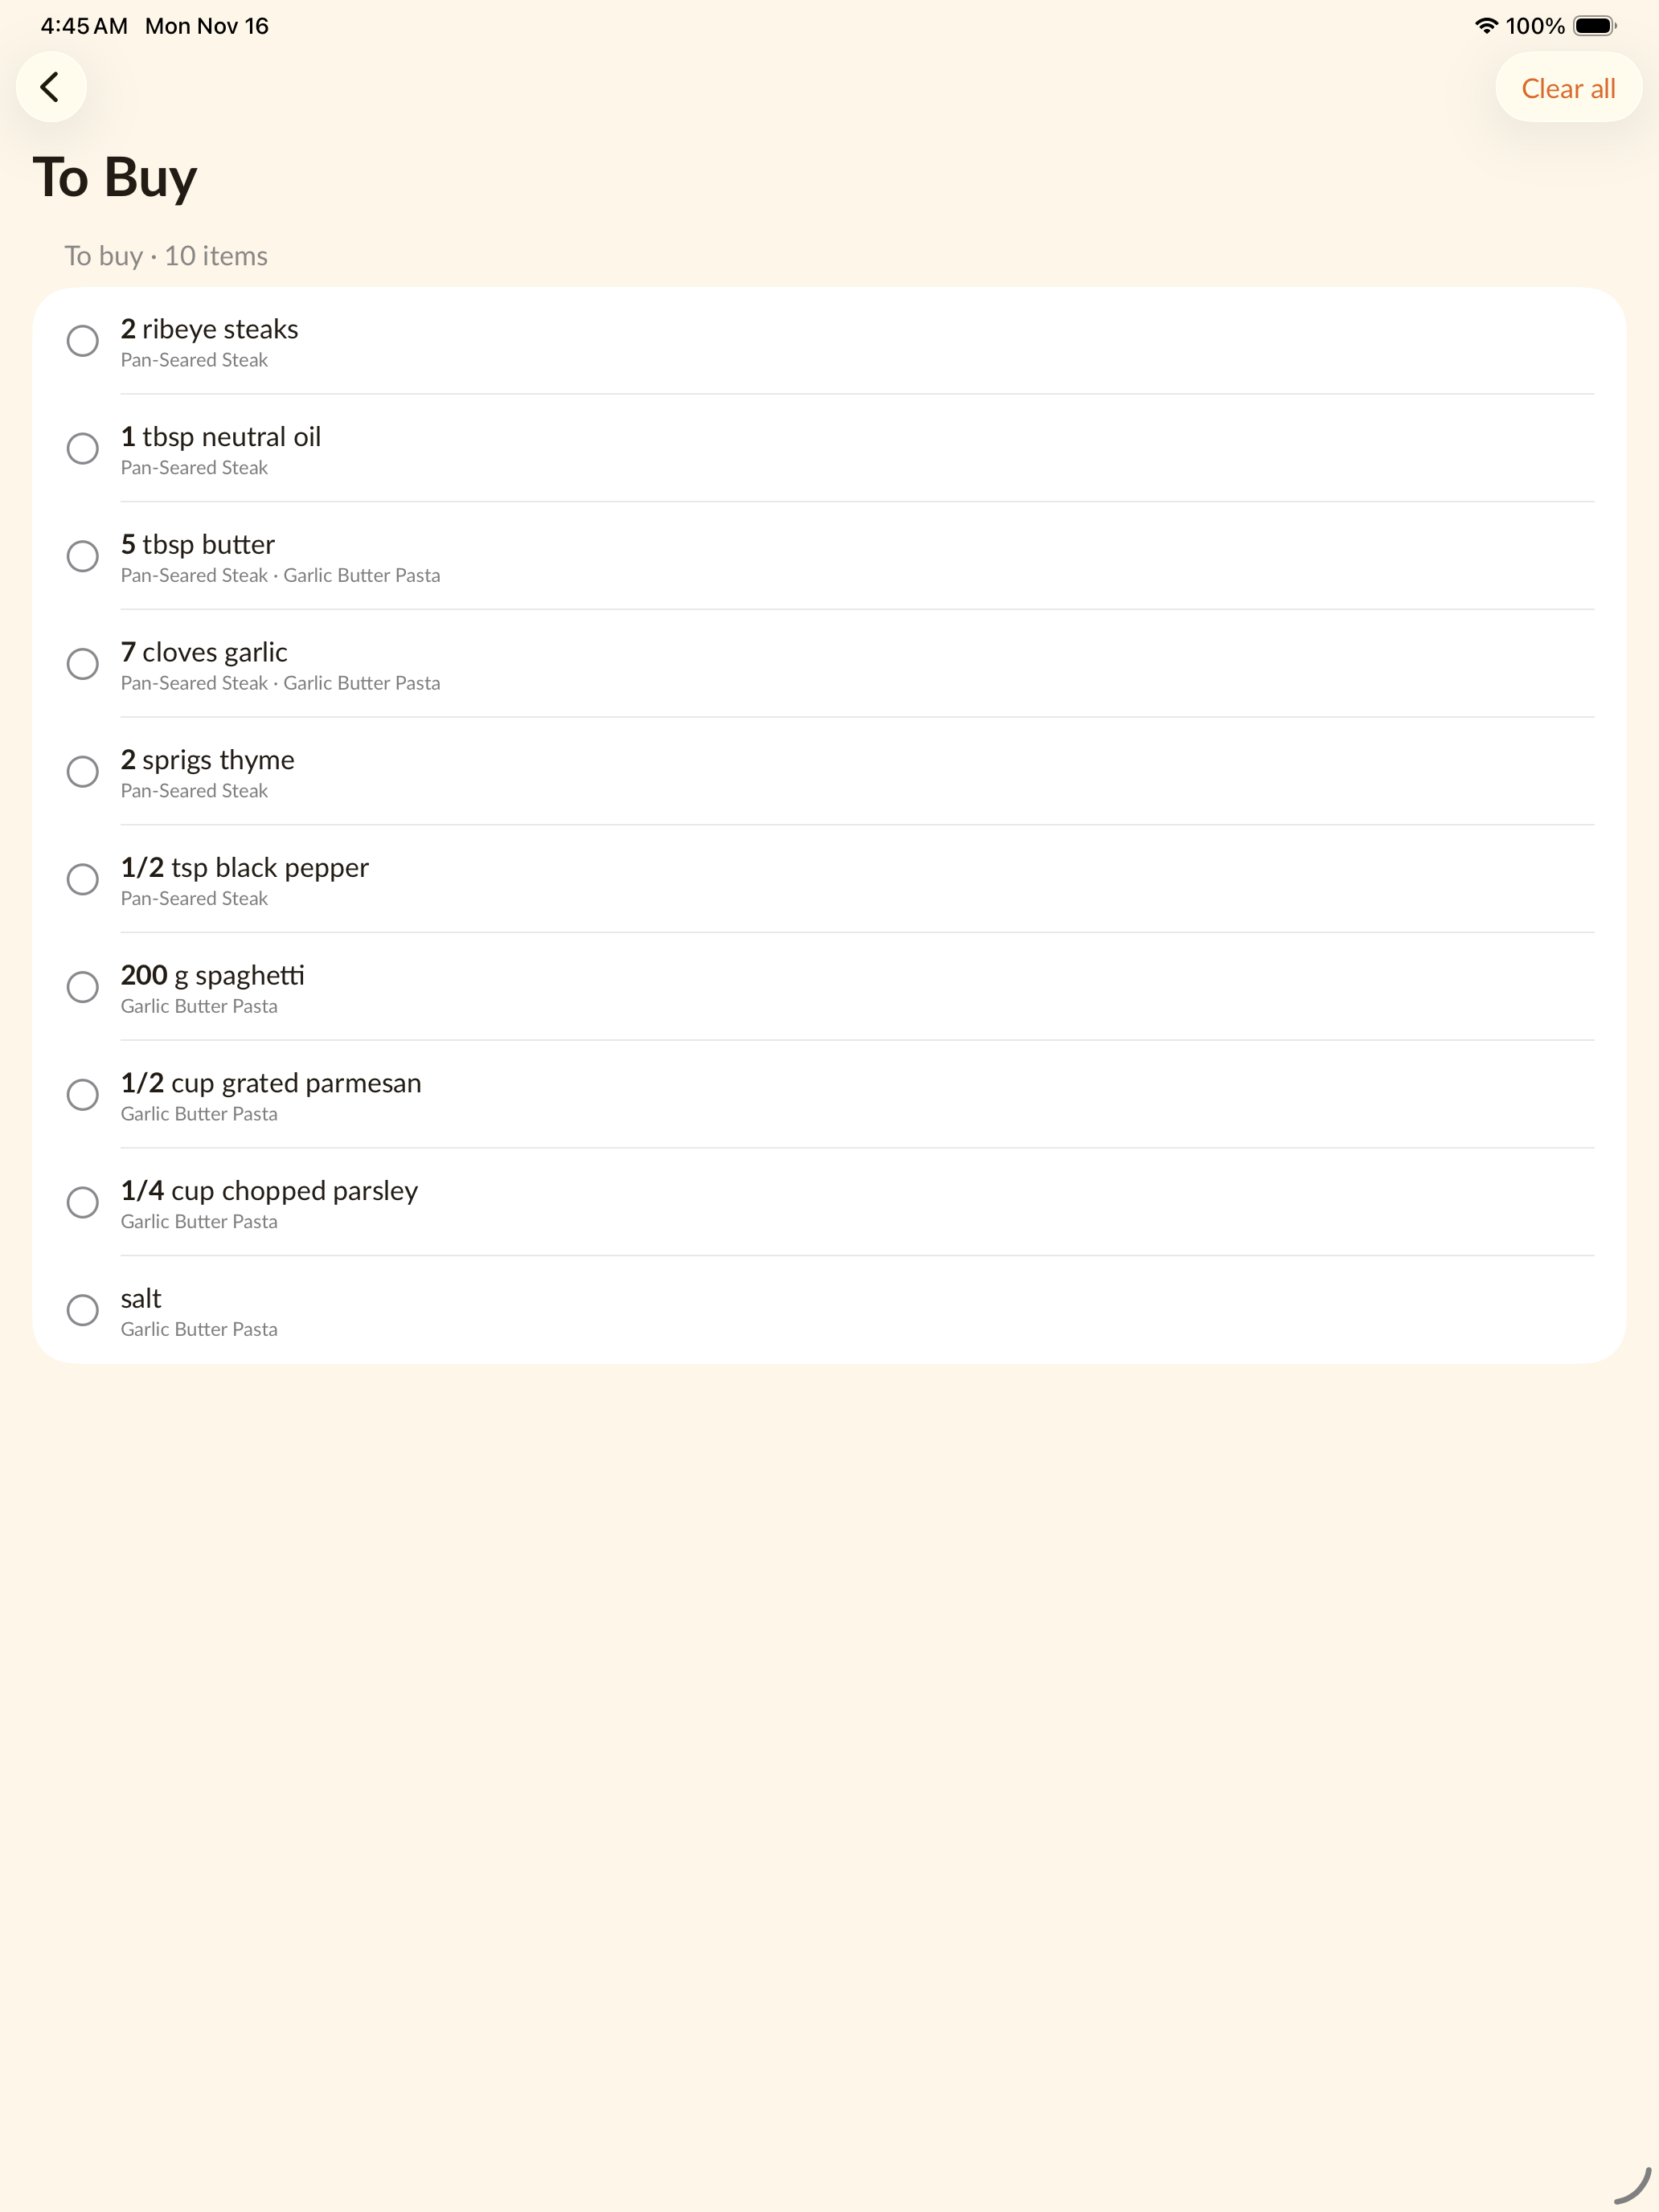 4:45 AM Mon Nov 16
100%
Clear all
To Buy
To buy · 10 items
2 ribeye steaks
Pan-Seared Steak
1 tbsp neutral oil
Pan-Seared Steak
5 tbsp butter
Pan-Seared Steak · Garlic Butter Pasta
7 cloves garlic
Pan-Seared Steak · Garlic Butter Pasta
2 sprigs thyme
Pan-Seared Steak
1/2 tsp black pepper
Pan-Seared Steak
200 g spaghetti
Garlic Butter Pasta
1/2 cup grated parmesan
Garlic Butter Pasta
1/4 cup chopped parsley
Garlic Butter Pasta
salt
Garlic Butter Pasta